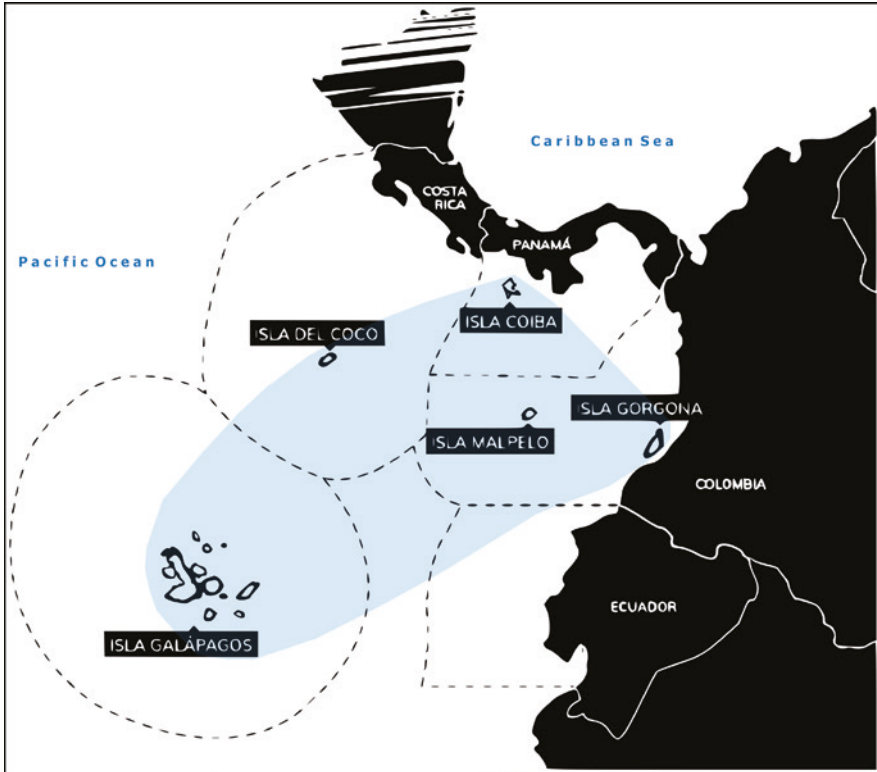 Caribbean Sea
COSTA
RICA
PANAMÁ
Pacific Ocean
ISLA COIBA
ISLA DEL COCO
ISLA GORGONA
ISLA MALPELO
COLOMBIA
ECUADOR
ISLA GALÁPAGOS